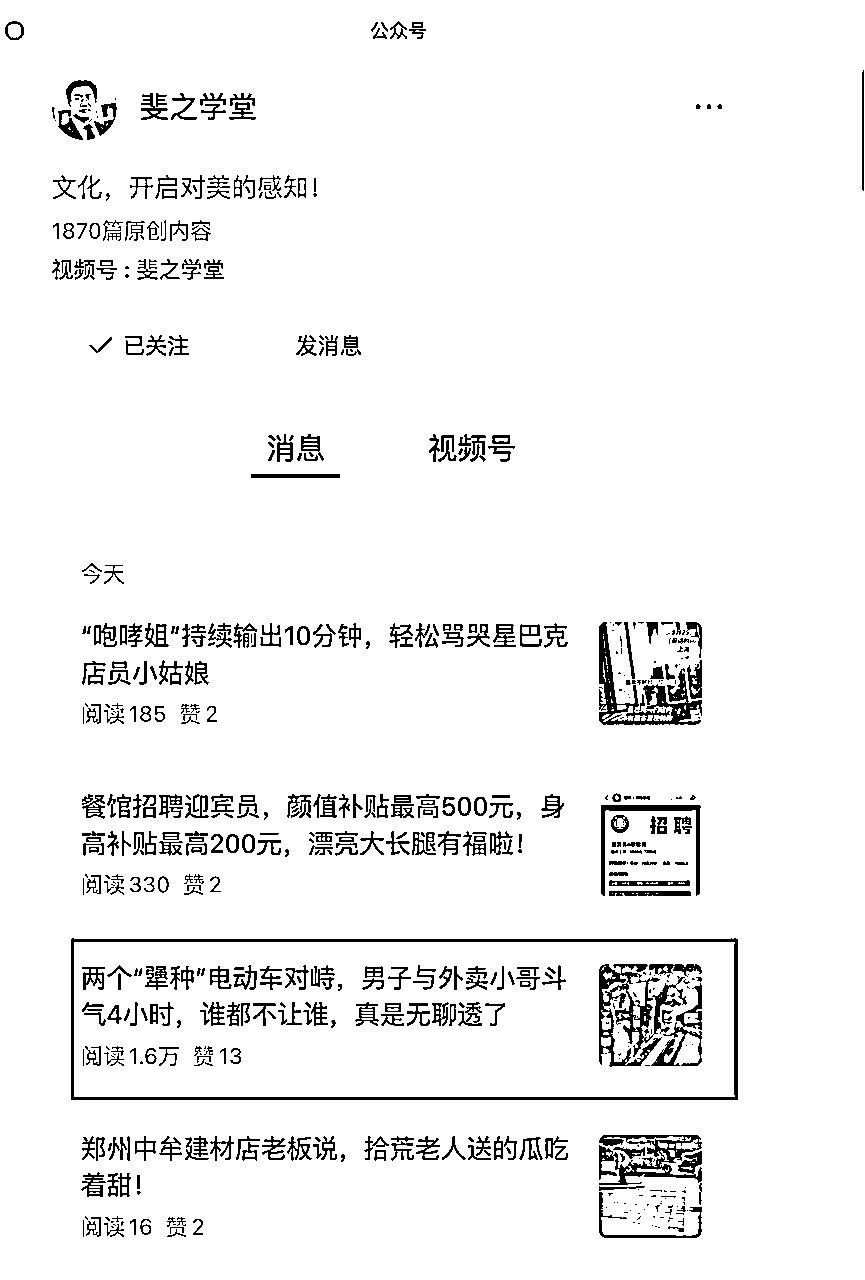 公众号
斐之学堂
文化，开启对美的感知！
1870篇原创内容
视频号：斐之学堂
已关注 发消息
消息 视频号
今天
“咆哮姐”持续输出10分钟，轻松骂哭星巴克
店员小姑娘
阅读185 赞2
餐馆招聘迎宾员，颜值补贴最高500元，身
高补贴最高200元，漂亮大长腿有福啦！
阅读330 赞2
招聘
两个“犟种”电动车对峙，男子与外卖小哥斗
气4小时，谁都不让谁，真是无聊透了
阅读1.6万 赞13
郑州中牟建材店老板说，拾荒老人送的瓜吃
着甜！
阅读16 赞2